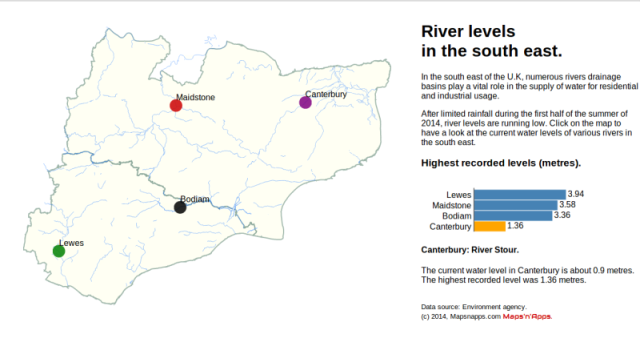 River levels
in the south east.
In the south east of the U.K, numerous rivers drainage
basins play a vital role in the supply of water for residential
and industrial usage.
After limited rainfall during the first half of the summer of
2014, river levels are running low. Click on the map to
have a look at the current water levels of various rivers in
the south east.
Highest recorded levels (metres).
Lewes 3.94
Maidstone 3.58
Bodiam 3.36
Canterbury 1.36
Canterbury: River Stour.
The current water level in Canterbury is about 0.9 metres.
The highest recorded level was 1.36 metres.
Data source: Environment agency.
(c) 2014, Mapsnapps.com Maps'n'Apps.
Maidstone
Canterbury
Bodiam
Lewes